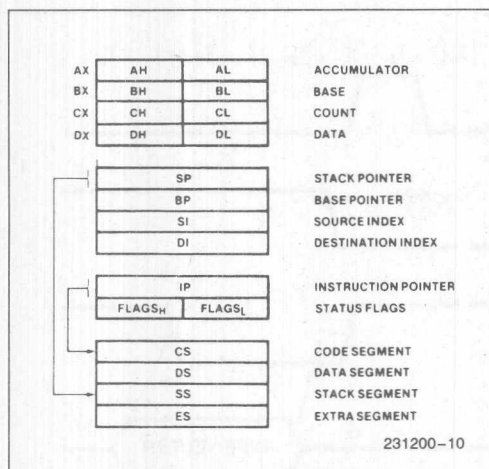 AX AH AL ACCUMULATOR
BX BH BL BASE
CX CH CL COUNT
DX DH DL DATA
SP STACK POINTER
BP BASE POINTER
SI SOURCE INDEX
DI DESTINATION INDEX
IP INSTRUCTION POINTER
FLAGSH FLAGSL STATUS FLAGS
CS CODE SEGMENT
DS DATA SEGMENT
SS STACK SEGMENT
ES EXTRA SEGMENT
231200–10